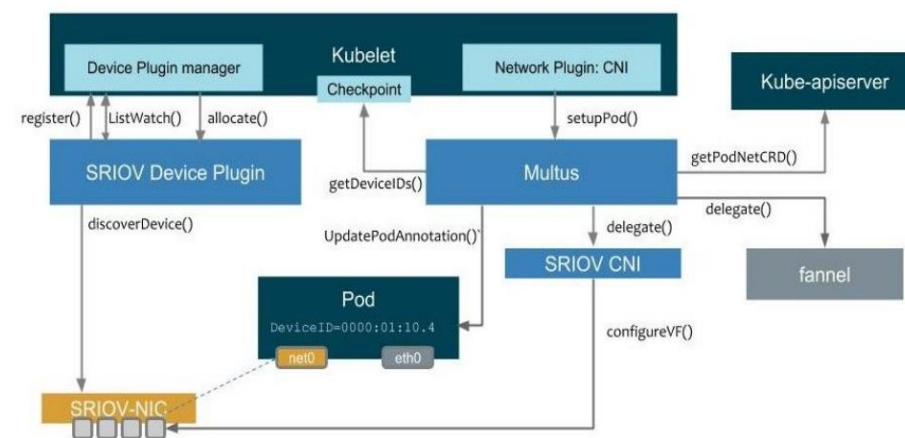 Kubelet
Device Plugin manager
Network Plugin: CNI
Checkpoint
Kube-apiserver
register()
ListWatch()
allocate()
setupPod()
SRIOV Device Plugin
Multus
getPodNetCRD()
getDeviceIDs()
discoverDevice()
UpdatePodAnnotation()`
delegate()
delegate()
SRIOV CNI
fannel
Pod
DeviceID=0000:01:10.4
net0
eth0
configureVF()
SRIOV-NIC